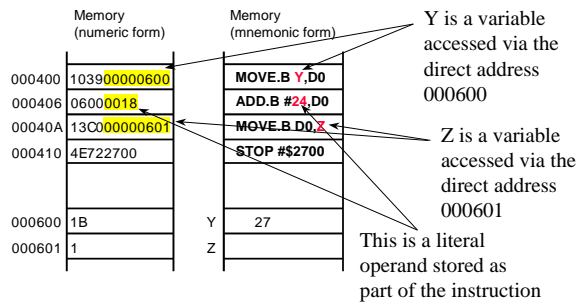 Memory
(numeric form)
Memory
(mnemonic form)
000400 103900000600 MOVE.B Y,D0
000406 06000018 ADD.B #24,D0
00040A 13C000000601 MOVE.B D0,Z
000410 4E722700 STOP #$2700
000600 1B Y 27
000601 1 Z
Y is a variable
accessed via the
direct address
000600
Z is a variable
accessed via the
direct address
000601
This is a literal
operand stored as
part of the instruction